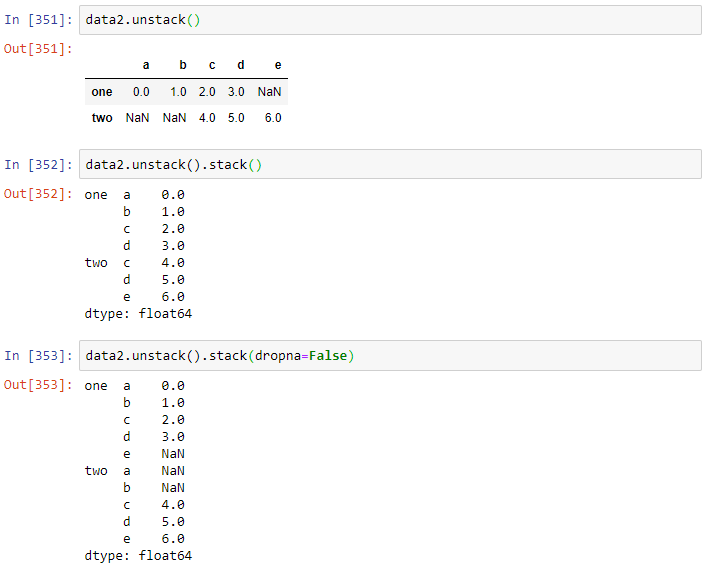 In [351]: data2.unstack()
Out[351]:
a b c d e
one 0.0 1.0 2.0 3.0 NaN
two NaN NaN 4.0 5.0 6.0
In [352]: data2.unstack().stack()
Out[352]: one a 0.0
b 1.0
c 2.0
d 3.0
two c 4.0
d 5.0
e 6.0
dtype: float64
In [353]: data2.unstack().stack(dropna=False)
Out[353]: one a 0.0
b 1.0
c 2.0
d 3.0
e NaN
two a NaN
b NaN
c 4.0
d 5.0
e 6.0
dtype: float64